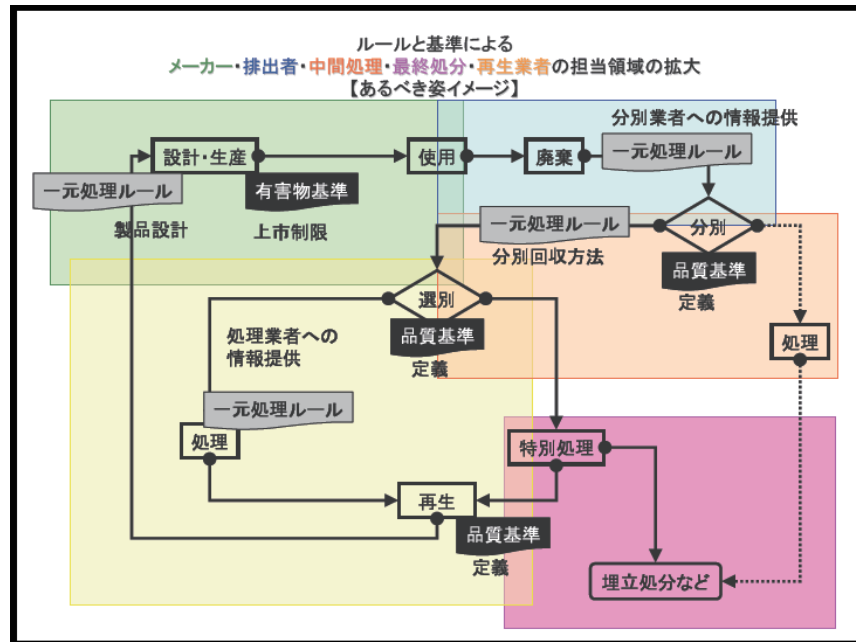 ルールと基準による
メーカー・排出者・中間処理・最終処分・再生業者の担当領域の拡大
【あるべき姿イメージ】
分別業者への情報提供
設計・生産
使用
廃棄
一元処理ルール
一元処理ルール
有害物基準
製品設計
上市制限
一元処理ルール
分別
分別回収方法
品質基準
定義
選別
処理業者への
情報提供
品質基準
定義
処理
一元処理ルール
処理
特別処理
再生
品質基準
定義
埋立処分など